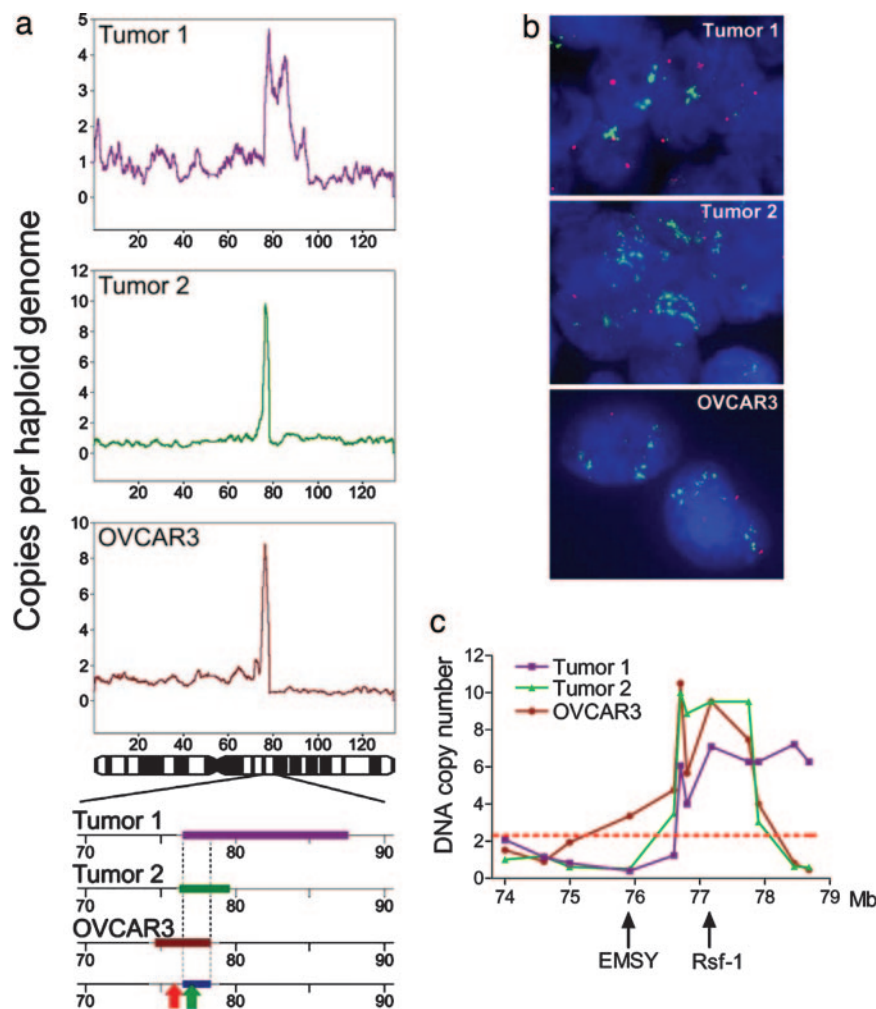 a
Copies per haploid genome
Tumor 1
5
4
3
2
1
0
20 40 60 80 100 120
Tumor 2
12
10
8
6
4
2
0
20 40 60 80 100 120
OVCAR3
10
8
6
4
2
0
20 40 60 80 100 120
Tumor 1
70 80 90
Tumor 2
70 80 90
OVCAR3
70 80 90
70 80 90
b
Tumor 1
Tumor 2
OVCAR3
c
DNA copy number
12
10
8
6
4
2
0
Tumor 1
Tumor 2
OVCAR3
74 75 76 77 78 79 Mb
EMSY Rsf-1